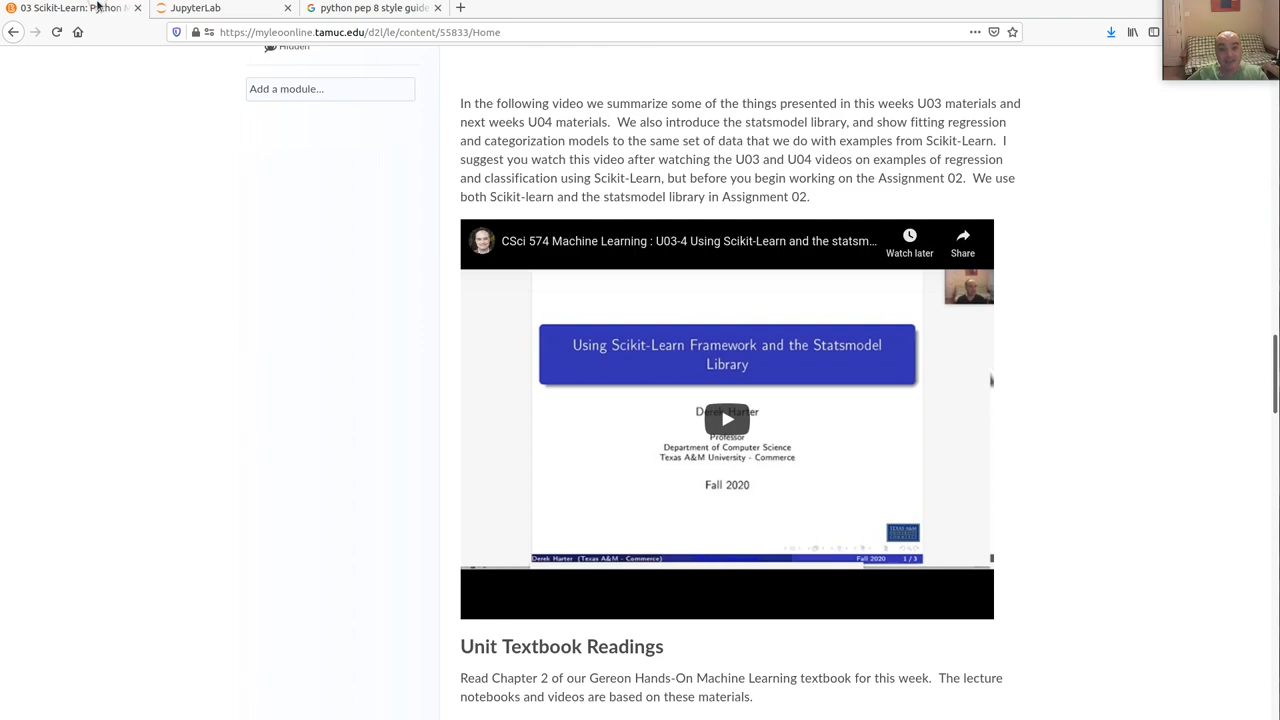 03 Scikit-Learn: Python M
JupyterLab
python pep 8 style guide
https://myleoonline.tamuc.edu/d2l/le/content/55833/Home
Hidden
Add a module...
In the following video we summarize some of the things presented in this weeks U03 materials and
next weeks U04 materials.  We also introduce the statsmodel library, and show fitting regression
and categorization models to the same set of data that we do with examples from Scikit-Learn.  I
suggest you watch this video after watching the U03 and U04 videos on examples of regression
and classification using Scikit-Learn, but before you begin working on the Assignment 02.  We use
both Scikit-learn and the statsmodel library in Assignment 02.
CSci 574 Machine Learning : U03-4 Using Scikit-Learn and the statsm...
Watch later
Share
Using Scikit-Learn Framework and the Statsmodel
Library
Derek Harter
Professor
Department of Computer Science
Texas A&M University - Commerce
Fall 2020
Derek Harter (Texas A&M - Commerce)
Fall 2020
1 / 3
Unit Textbook Readings
Read Chapter 2 of our Gereon Hands-On Machine Learning textbook for this week.  The lecture
notebooks and videos are based on these materials.